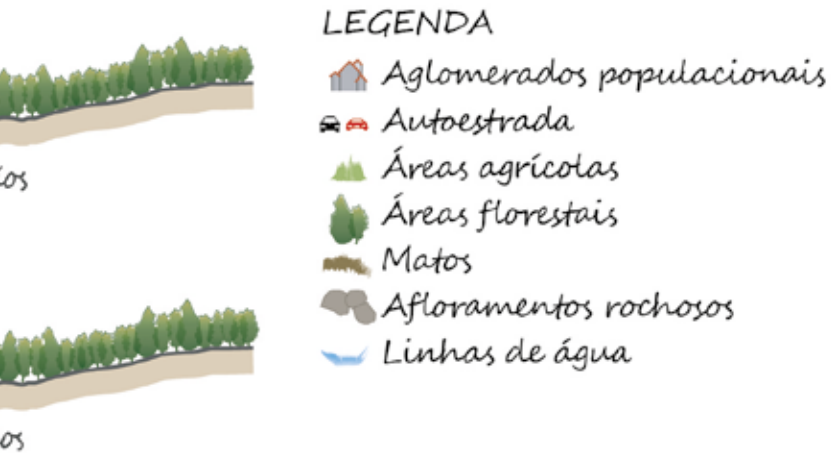 LEGENDA
Aglomerados populacionais
Autoestrada
Áreas agrícolas
Áreas florestais
Matos
Afloramentos rochosos
Linhas de água